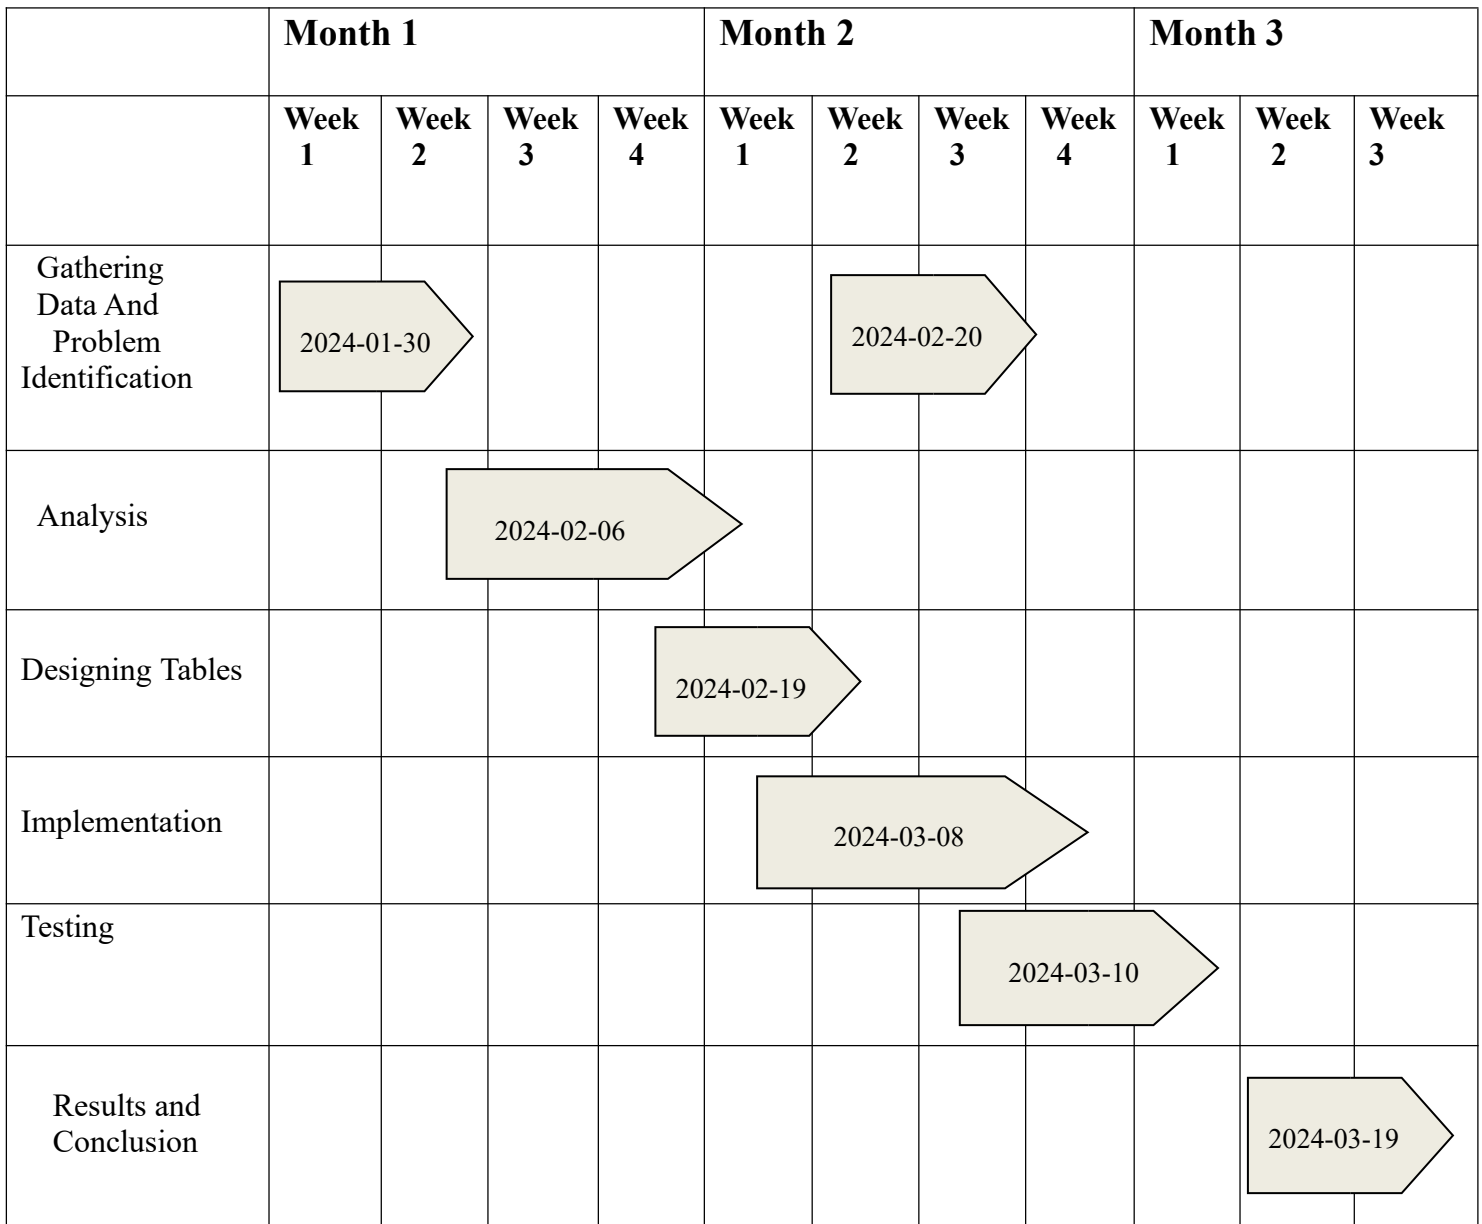 Month 1
Month 2
Month 3
Week
1
Week
2
Week
3
Week
4
Week
1
Week
2
Week
3
Week
4
Week
1
Week
2
Week
3
Gathering
Data And
Problem
Identification
2024-01-30
2024-02-20
Analysis
2024-02-06
Designing Tables
2024-02-19
Implementation
2024-03-08
Testing
2024-03-10
Results and
Conclusion
2024-03-19